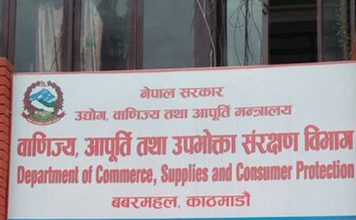 नेपाल सरकार
उद्योग, वाणिज्य तथा आपूर्ति मन्त्रालय
वाणिज्य, आपूर्ति तथा उपभोक्ता संरक्षण विभाग
Department of Commerce, Supplies and Consumer Protection
बबरमहल, काठमाडौं